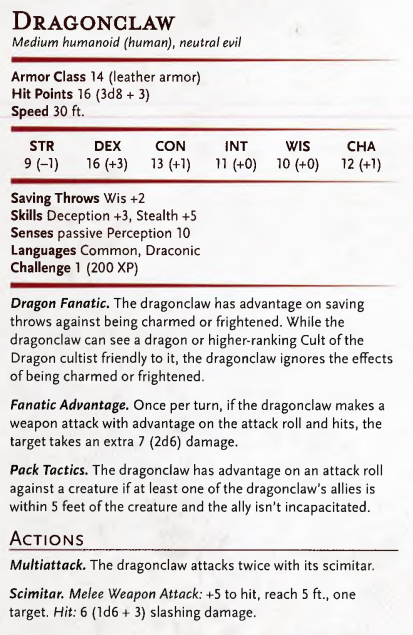 DRAGONCLAW
Medium humanoid (human), neutral evil
Armor Class 14 (leather armor)
Hit Points 16 (3d8 + 3)
Speed 30 ft.
STR DEX CON INT WIS CHA
9 (–1) 16 (+3) 13 (+1) 11 (+0) 10 (+0) 12 (+1)
Saving Throws Wis +2
Skills Deception +3, Stealth +5
Senses passive Perception 10
Languages Common, Draconic
Challenge 1 (200 XP)
Dragon Fanatic. The dragonclaw has advantage on saving
throws against being charmed or frightened. While the
dragonclaw can see a dragon or higher-ranking Cult of the
Dragon cultist friendly to it, the dragonclaw ignores the effects
of being charmed or frightened.
Fanatic Advantage. Once per turn, if the dragonclaw makes a
weapon attack with advantage on the attack roll and hits, the
target takes an extra 7 (2d6) damage.
Pack Tactics. The dragonclaw has advantage on an attack roll
against a creature if at least one of the dragonclaw's allies is
within 5 feet of the creature and the ally isn't incapacitated.
ACTIONS
Multiattack. The dragonclaw attacks twice with its scimitar.
Scimitar. Melee Weapon Attack: +5 to hit, reach 5 ft., one
target. Hit: 6 (1d6 + 3) slashing damage.